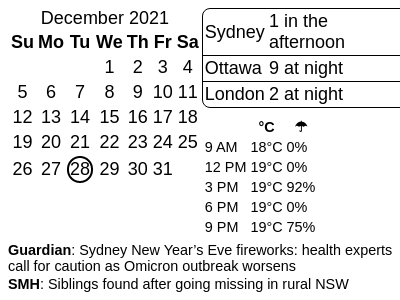 December 2021
Su Mo Tu We Th Fr Sa
1 2 3 4
5 6 7 8 9 10 11
12 13 14 15 16 17 18
19 20 21 22 23 24 25
26 27 28 29 30 31
Sydney 1 in the
afternoon
Ottawa 9 at night
London 2 at night
°C ☂
9 AM 18°C 0%
12 PM 19°C 0%
3 PM 19°C 92%
6 PM 19°C 0%
9 PM 19°C 75%
Guardian: Sydney New Year’s Eve fireworks: health experts
call for caution as Omicron outbreak worsens
SMH: Siblings found after going missing in rural NSW